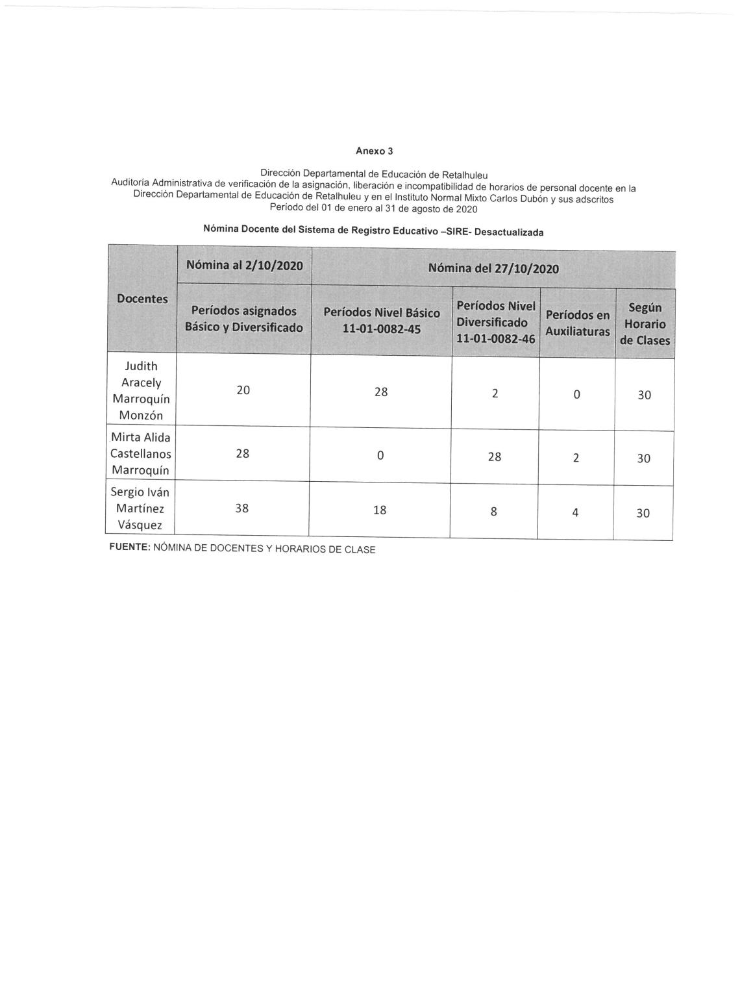 Anexo 3
Dirección Departamental de Educación de Retalhuleu
Auditoría Administrativa de verificación de la asignación, liberación e incompatibilidad de horarios de personal docente en la
Dirección Departamental de Educación de Retalhuleu y en el Instituto Normal Mixto Carlos Dubón y sus adscritos
Período del 01 de enero al 31 de agosto de 2020
Nómina Docente del Sistema de Registro Educativo –SIRE- Desactualizada
Docentes
Nómina al 2/10/2020
Nómina del 27/10/2020
Períodos asignados
Básico y Diversificado
Períodos Nivel Básico
11-01-0082-45
Períodos Nivel
Diversificado
11-01-0082-46
Períodos en
Auxiliaturas
Según
Horario
de Clases
Judith
Aracely
Marroquín
Monzón
20
28
2
0
30
Mirta Alida
Castellanos
Marroquín
28
0
28
2
30
Sergio Iván
Martínez
Vásquez
38
18
8
4
30
FUENTE: NÓMINA DE DOCENTES Y HORARIOS DE CLASE